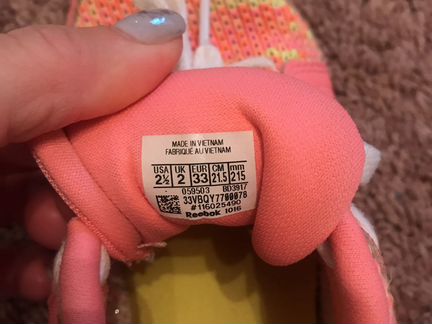 MADE IN VIETNAM
FABRIQUÉ AU VIETNAM
USA UK EUR CM mm
2½ 2 33 21.5 215
059503 BD3917
33VBQY7700078
#116025490
Reebok 1016